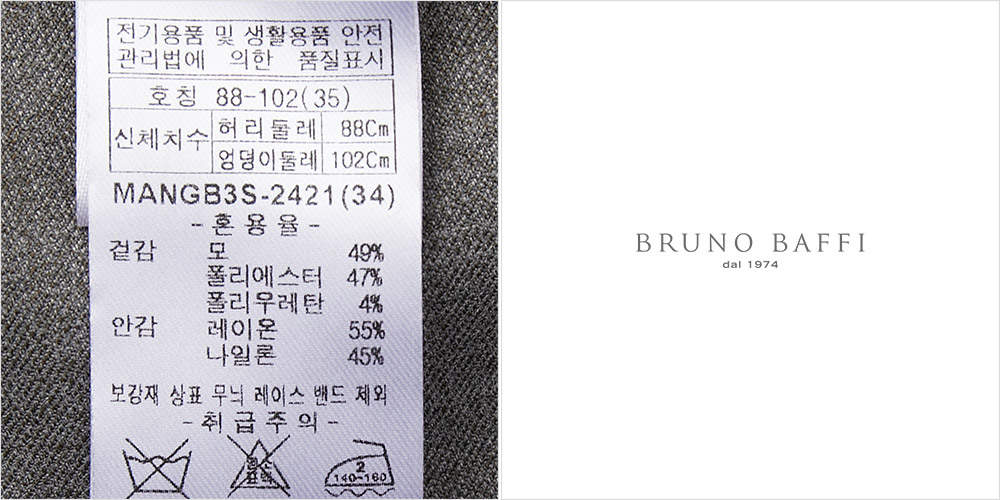 전기용품 및 생활용품 안전
관리법에 의한 품질표시
호칭 88-102(35)
신체치수 허리둘레 88Cm
엉덩이둘레 102Cm
MANGB3S-2421(34)
-혼용율-
겉감 모 49%
폴리에스터 47%
폴리우레탄 4%
안감 레이온 55%
나일론 45%
보강재 상표 무늬 레이스 밴드 제외
-취급주의-
염소
표백
2
140~160
BRUNO BAFFI
dal 1974